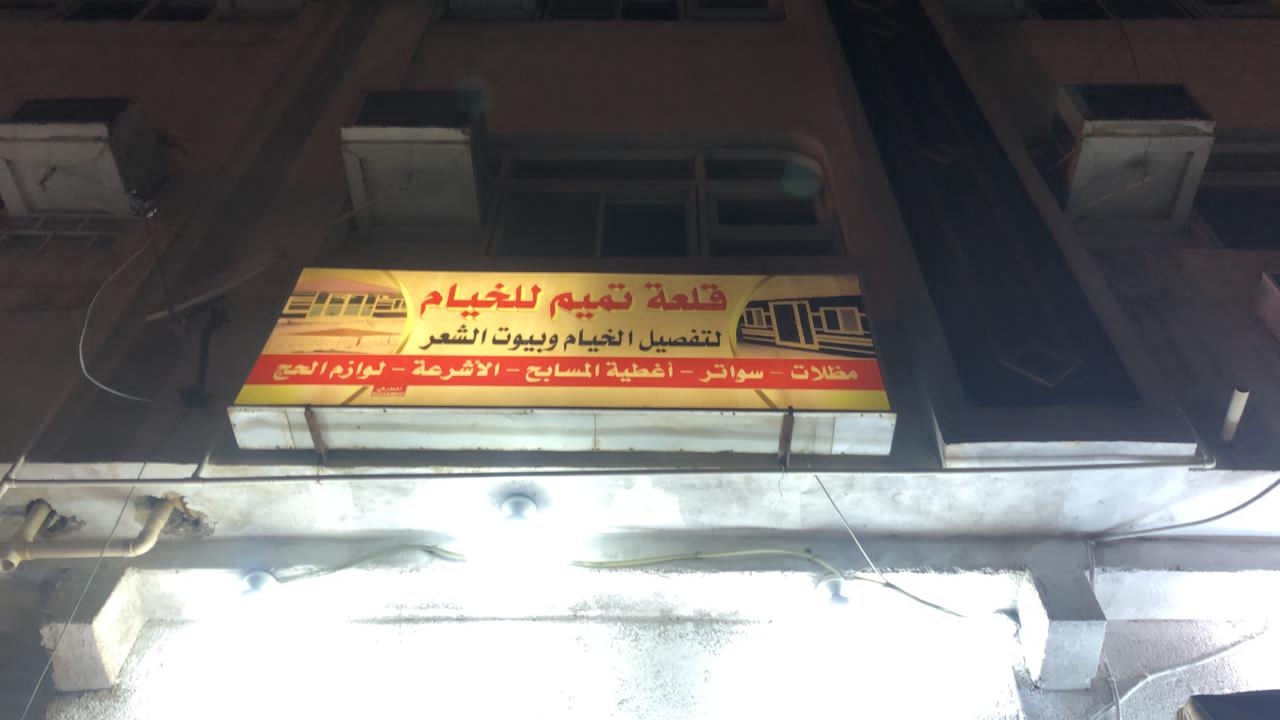 قلعة تميم للخيام
لتفصيل الخيام وبيوت الشعر
مظلات - سواتر - أغطية المسابح - الأشرعة - لوازم الحج